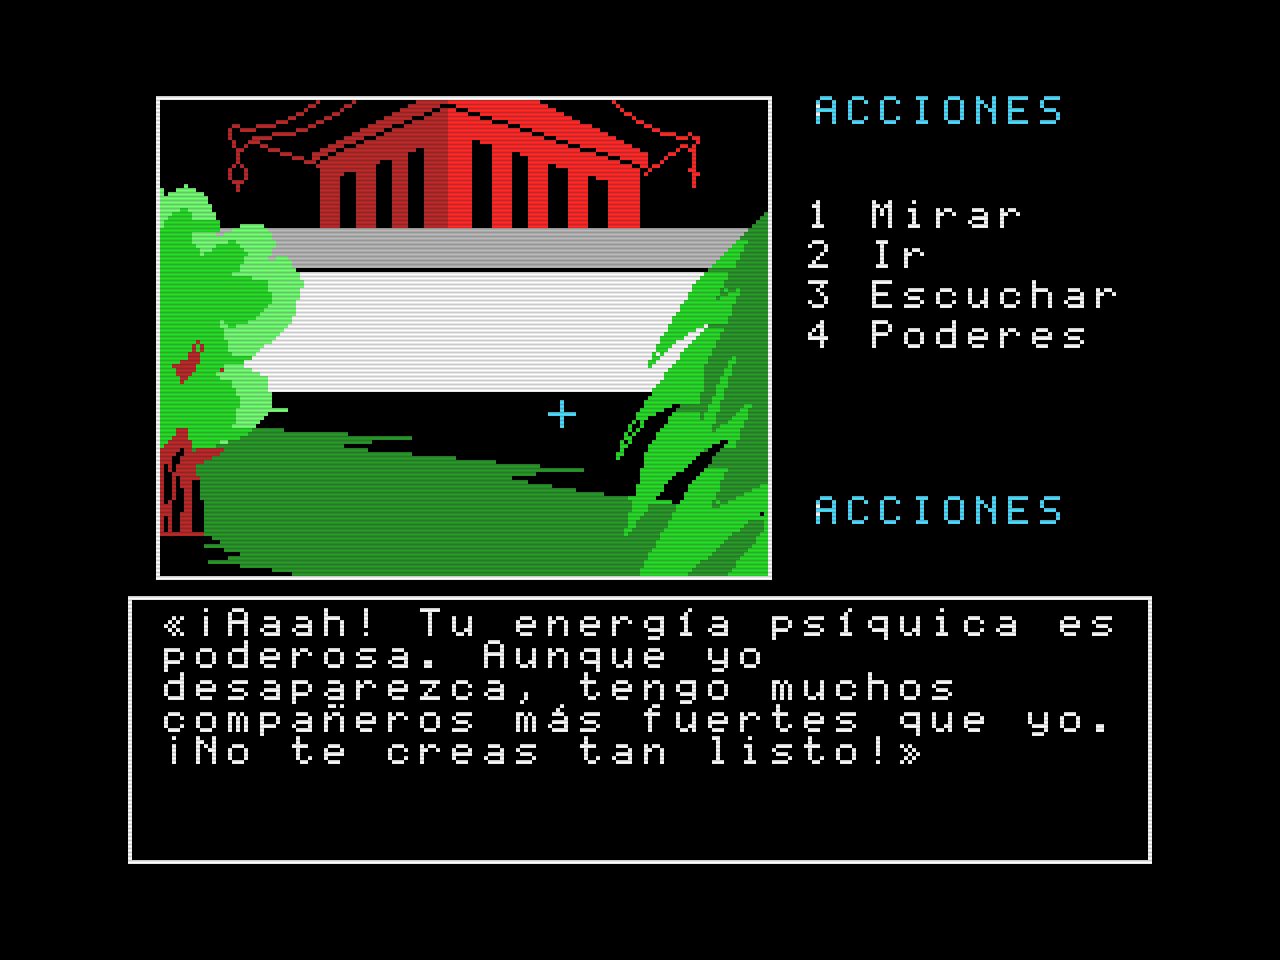 ACCIONES
1 Mirar
2 Ir
3 Escuchar
4 Poderes
ACCIONES
«¡Aaah! Tu energía psíquica es
poderosa. Aunque yo
desaparezca, tengo muchos
compañeros más fuertes que yo.
¡No te creas tan listo!»